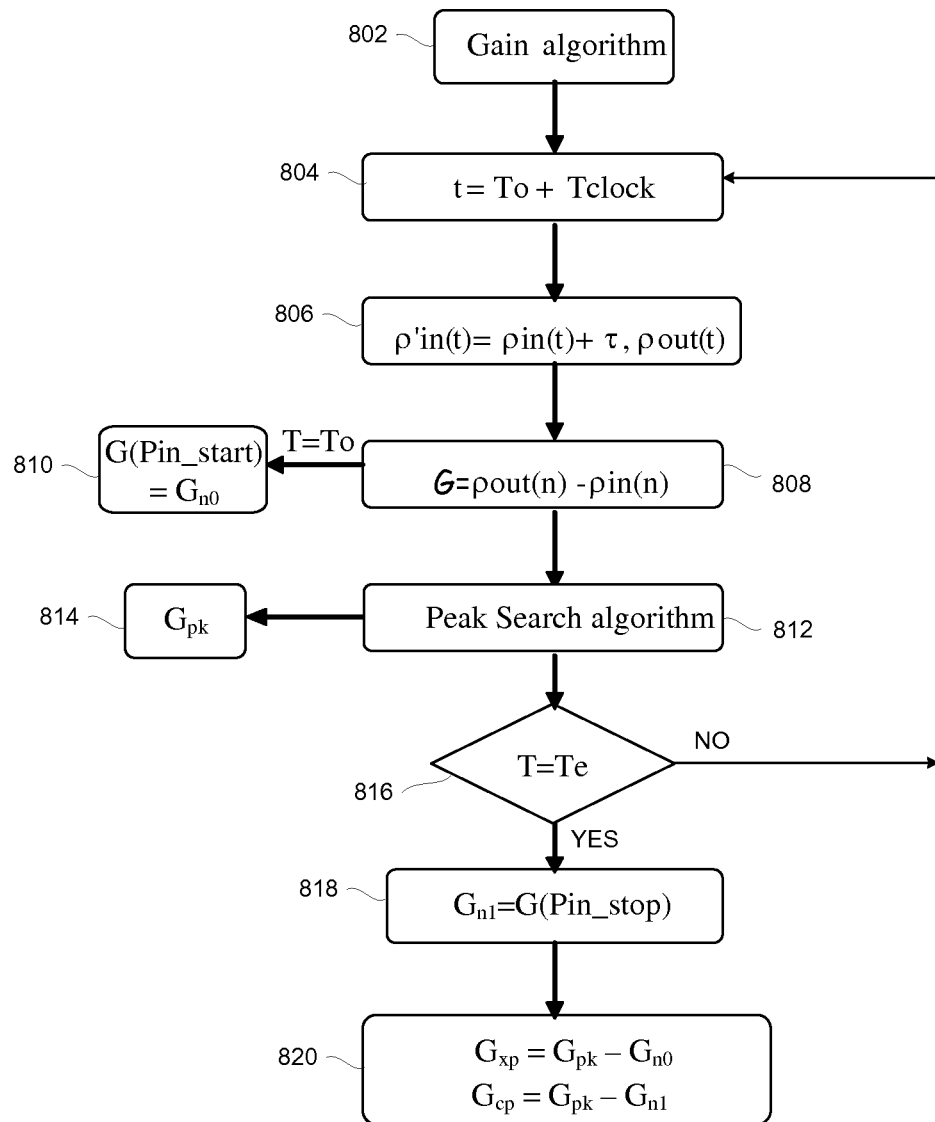 802
Gain algorithm
804
t = To + Tclock
806
ρ'in(t)= ρin(t)+ τ, ρout(t)
810
G(Pin_start)
= Gn0
T=To
G=ρout(n) -ρin(n)
808
814
Gpk
Peak Search algorithm
812
T=Te
NO
816
YES
818
Gn1=G(Pin_stop)
820
Gxp = Gpk – Gn0
Gcp = Gpk – Gn1